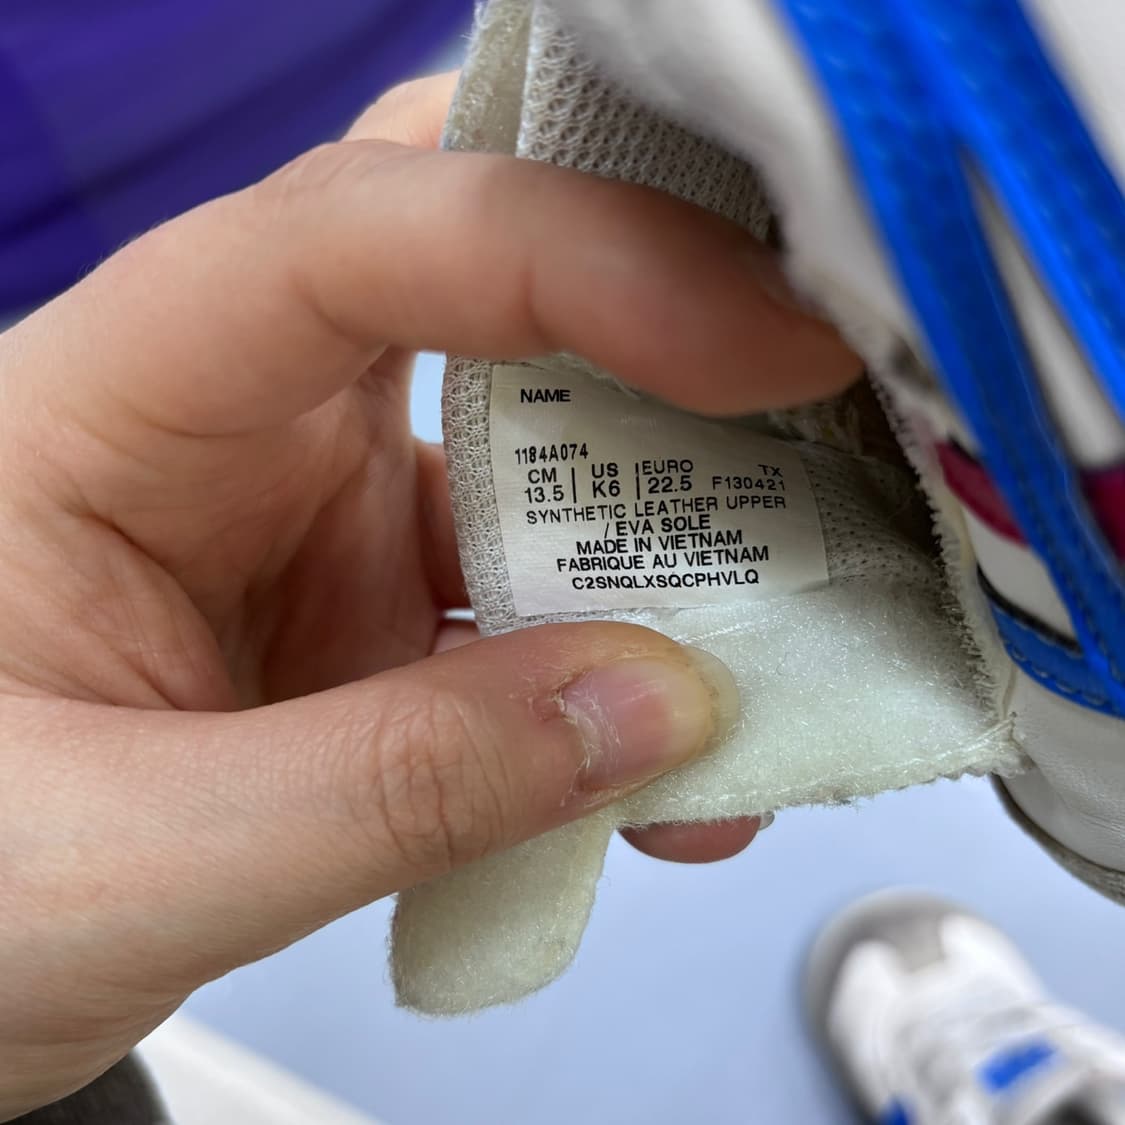 NAME
1184A074
CM | US | EURO TX
13.5 | K6 | 22.5 F130421
SYNTHETIC LEATHER UPPER
/ EVA SOLE
MADE IN VIETNAM
FABRIQUE AU VIETNAM
C2SNQLXSQCPHVLQ